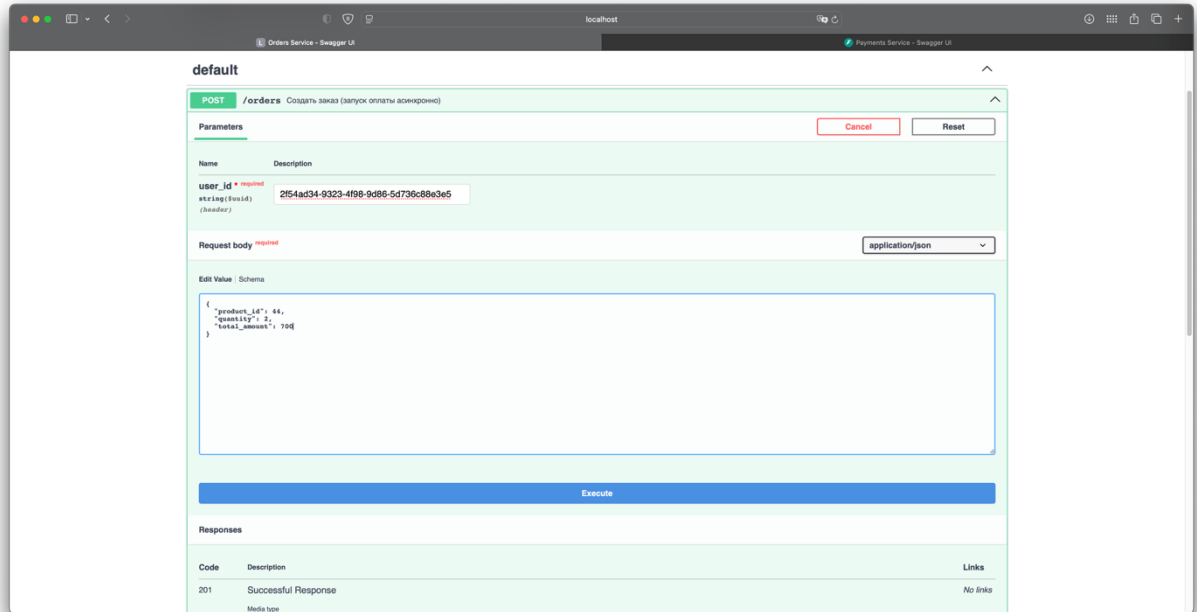 localhost
Orders Service – Swagger UI
Payments Service – Swagger UI
default
POST /orders Создать заказ (запуск оплаты асинхронно)
Parameters
Cancel
Reset
Name Description
user_id * required
string($uuid)
(header)
2f54ad34-9323-4f98-9d86-5d736c88e3e5
Request body required
application/json
Edit Value | Schema
{
"product_id": 44,
"quantity": 2,
"total_amount": 700
}
Execute
Responses
Code Description Links
201 Successful Response No links
Media type